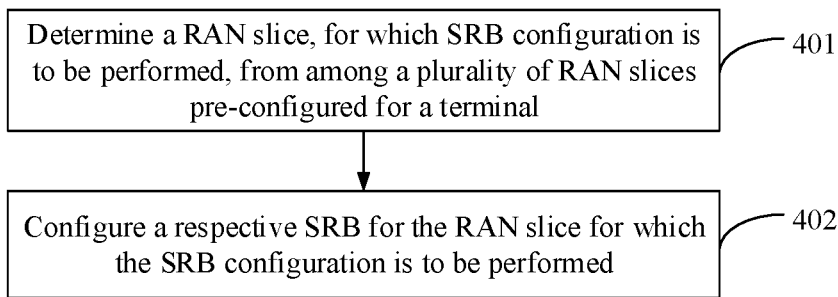 Determine a RAN slice, for which SRB configuration is
to be performed, from among a plurality of RAN slices
pre-configured for a terminal
401
Configure a respective SRB for the RAN slice for which
the SRB configuration is to be performed
402